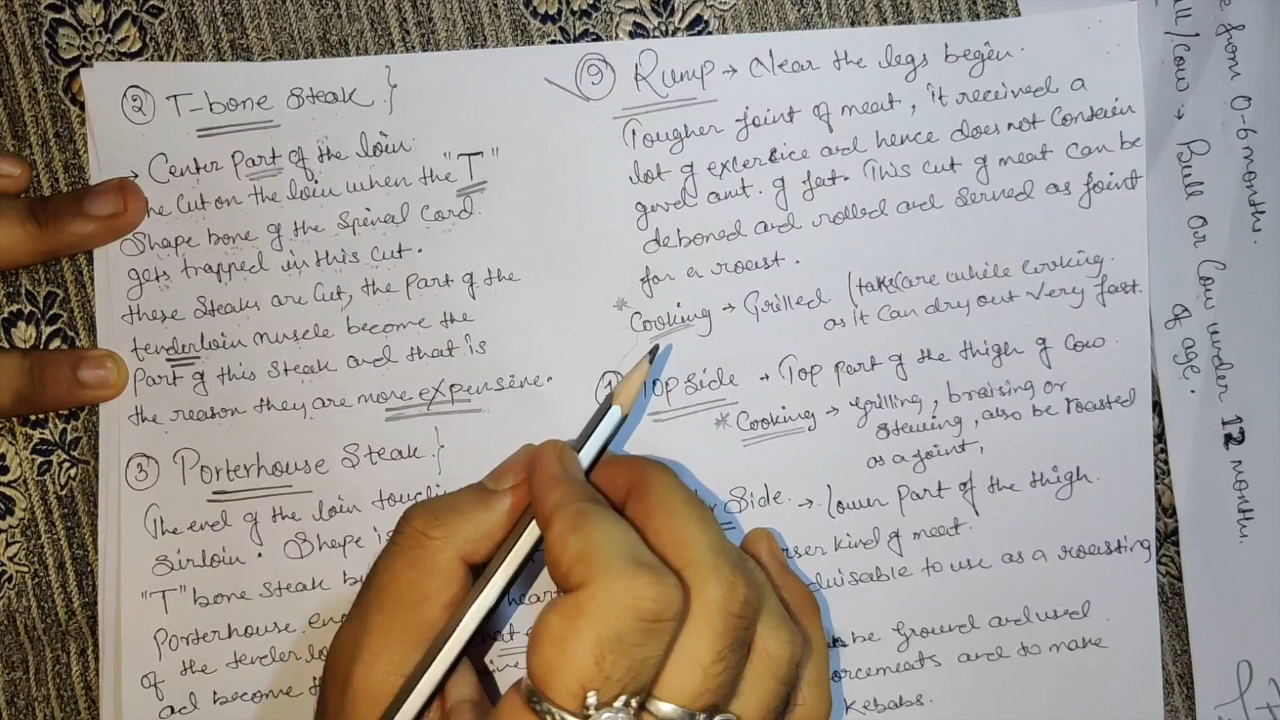 ② T-bone Steak }
→ Center part of the loin.
he cut on the loin when the "T"
Shape bone of the Spinal Cord
gets trapped in this cut.
these Steaks are cut, the part of the
tenderloin muscle become the
Part of this Steak and that is
the reason they are more expensive.
③ Porterhouse Steak }
The end of the loin
Sirloin. Shape is
"T" bone steak
Porterhouse
of the
ad become
heart
⑨ Rump → Near the legs begin.
Tougher joint of meat, it received a
lot of exercice and hence does not contain
good amt. of fat. This cut of meat can be
deboned and rolled and served as joint
for a roast.
* Cooking → Grilled (take care while cooking.
as it can dry out very fast.
Top Side → Top part of the thigh of cow.
* Cooking → grilling, braising or
stewing, also be roasted
as a joint,
Side. → lower part of the thigh.
kind of meat.
to use as a roasting
be ground and used
and to make
kebabs.
from 0-6 months.
/cow → Bull or Cow under 12 months.
of age.